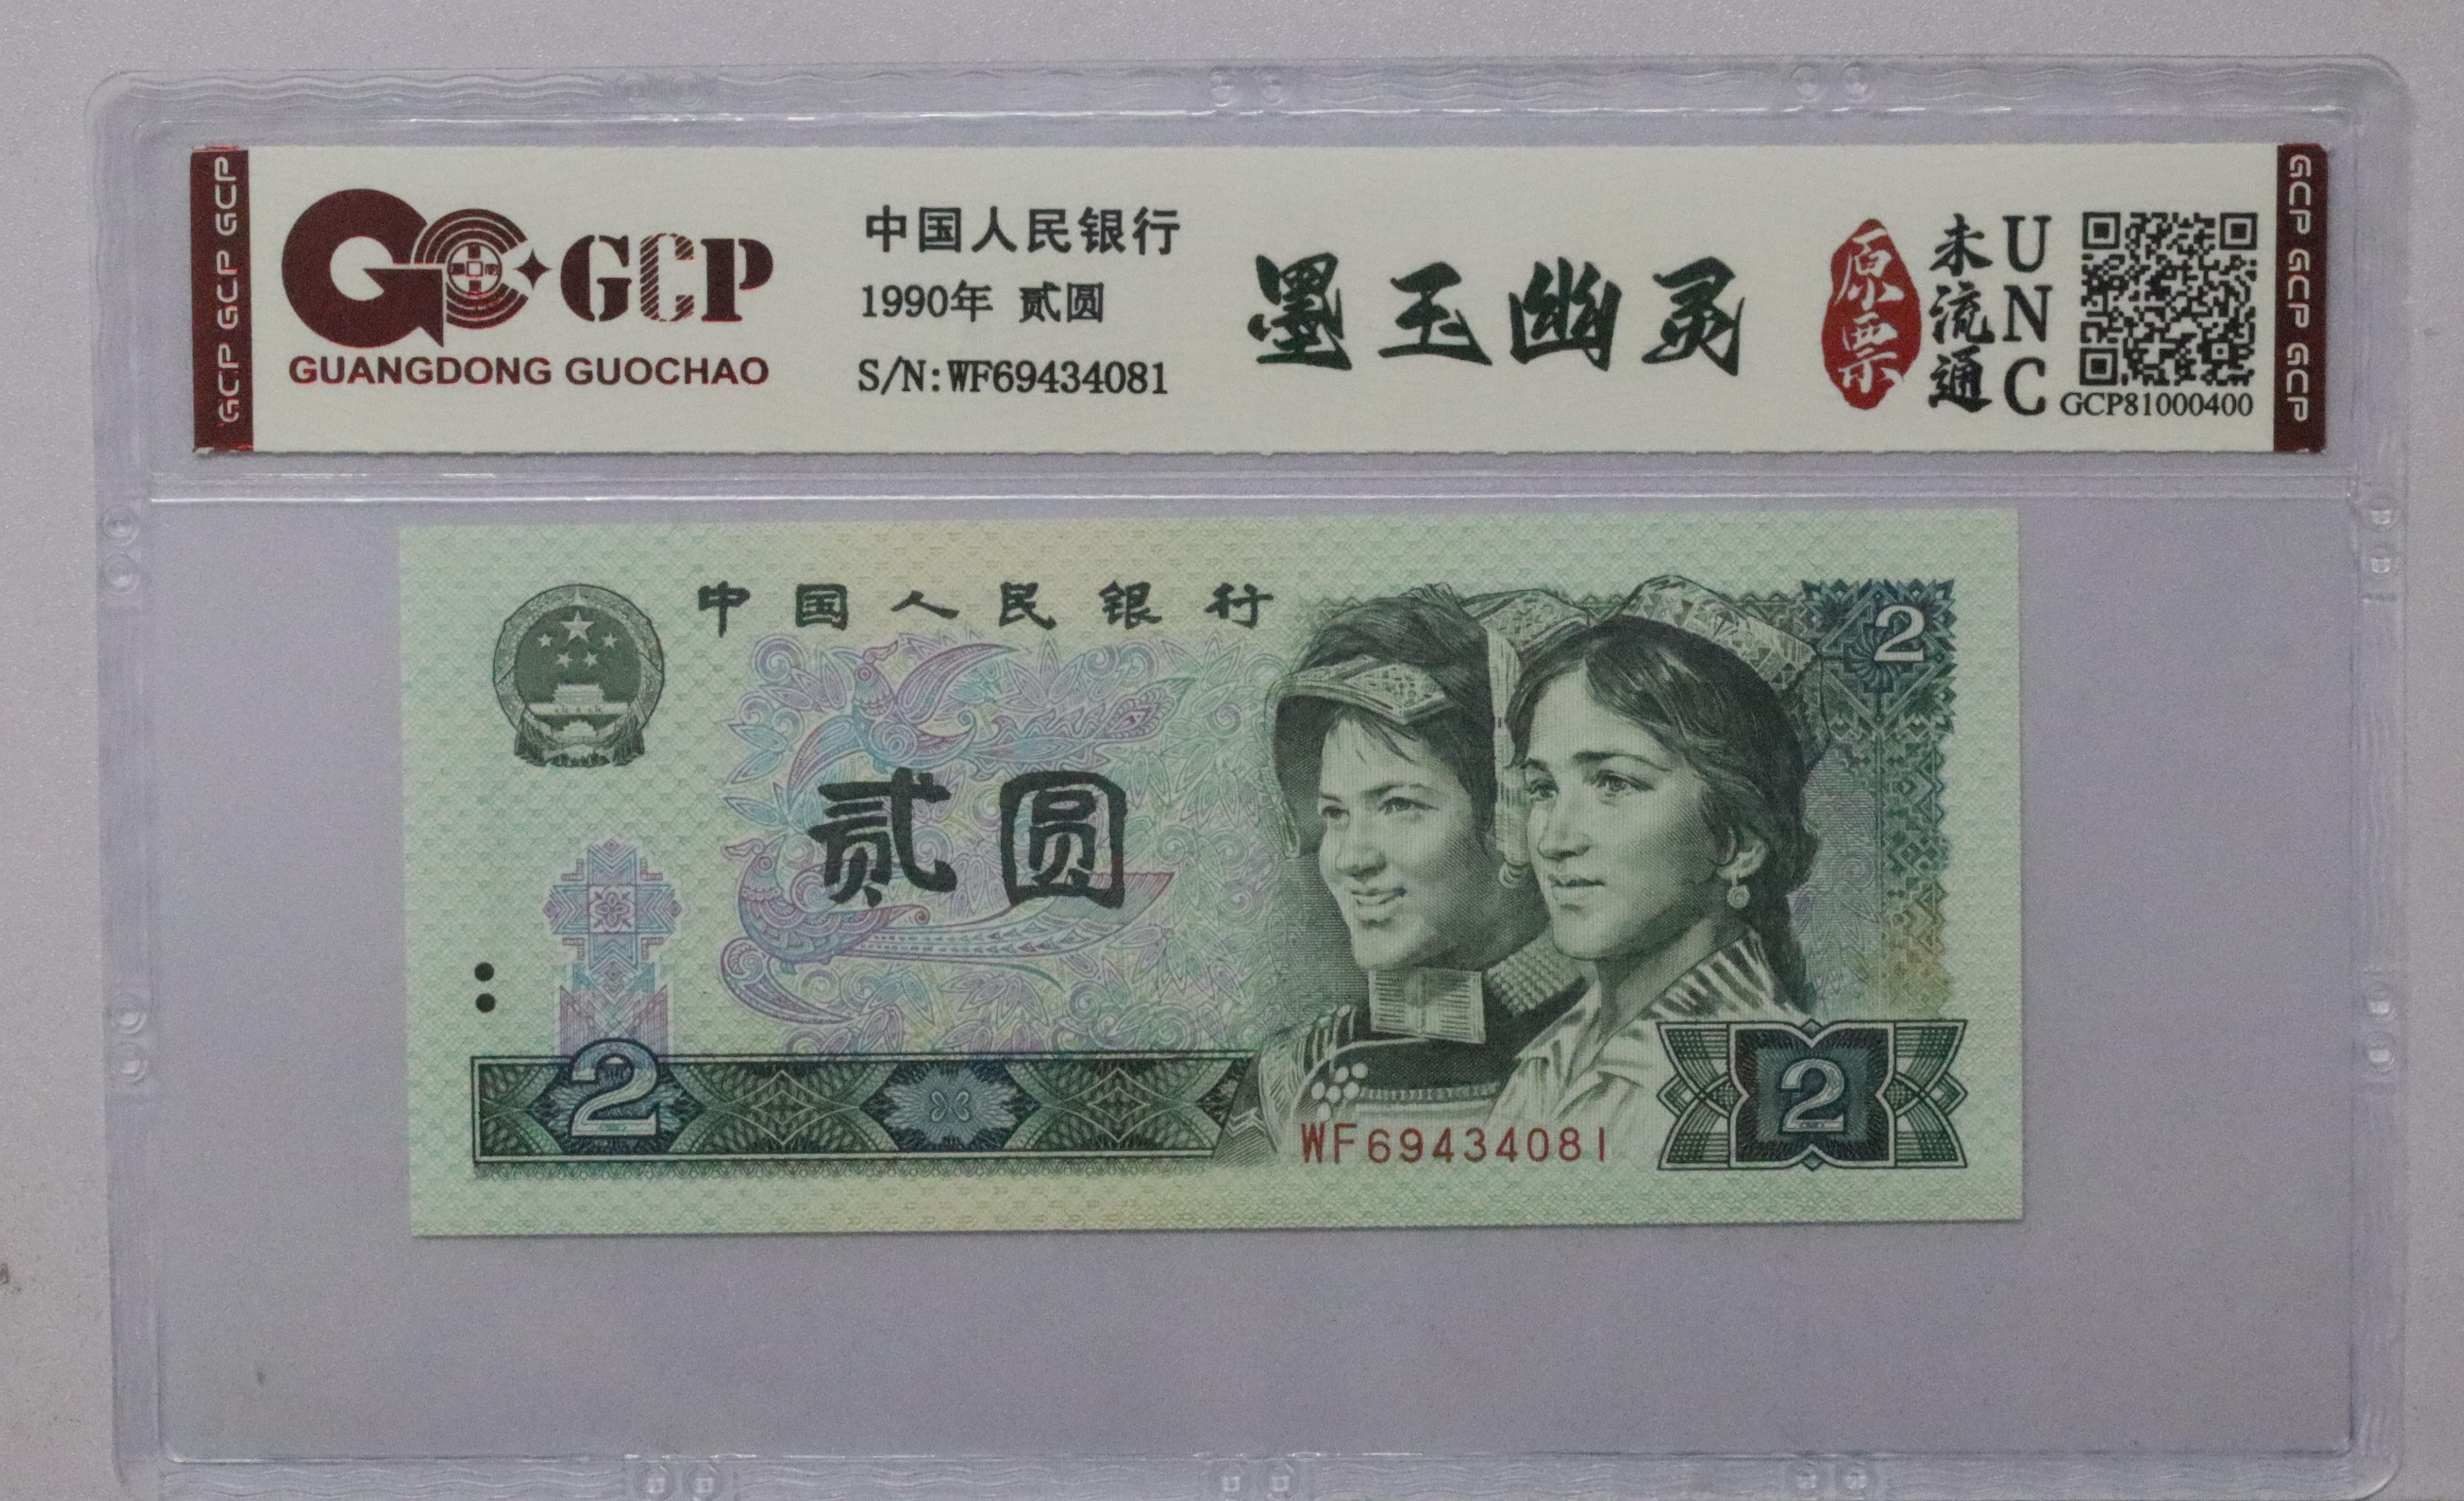 GCP GCP GCP
GCP
GUANGDONG GUOCHAO
中国人民银行
1990年 贰圆
S/N:WF69434081
墨玉幽灵
原票
未流通
UNC
GCP81000400
GCP GCP GCP
中国人民银行
2
贰圆
2
WF69434081
2